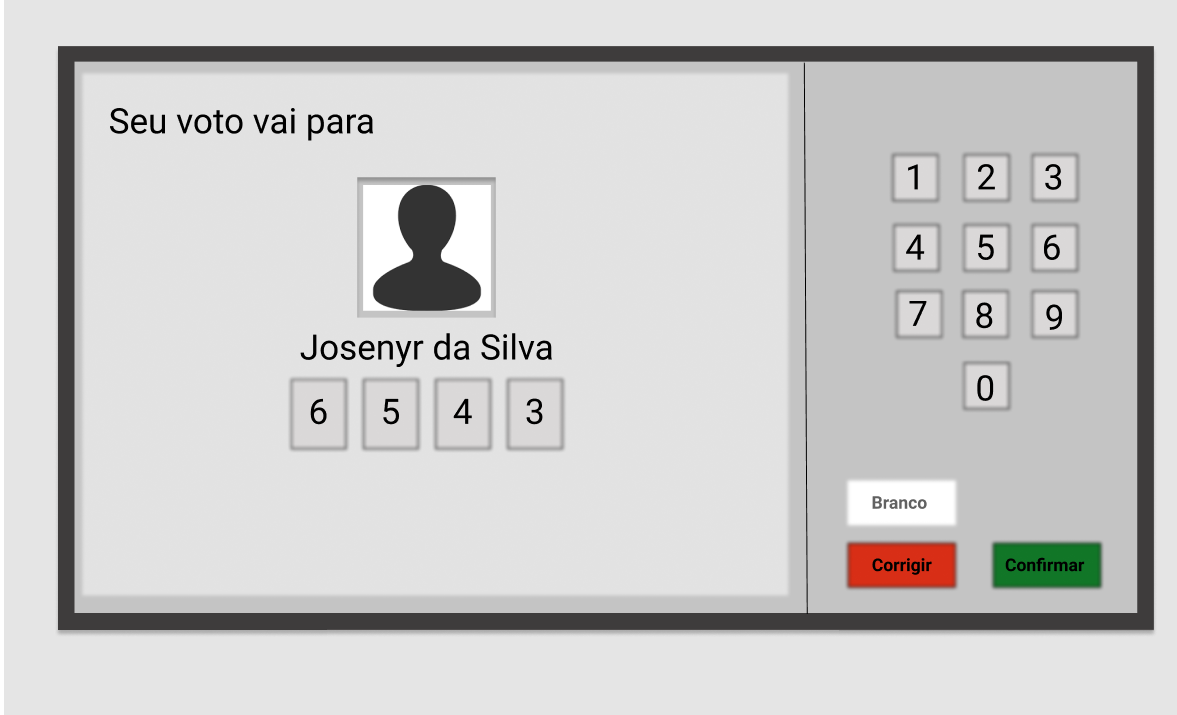 Seu voto vai para
Josenyr da Silva
6 5 4 3
1 2 3
4 5 6
7 8 9
0
Branco
Corrigir Confirmar